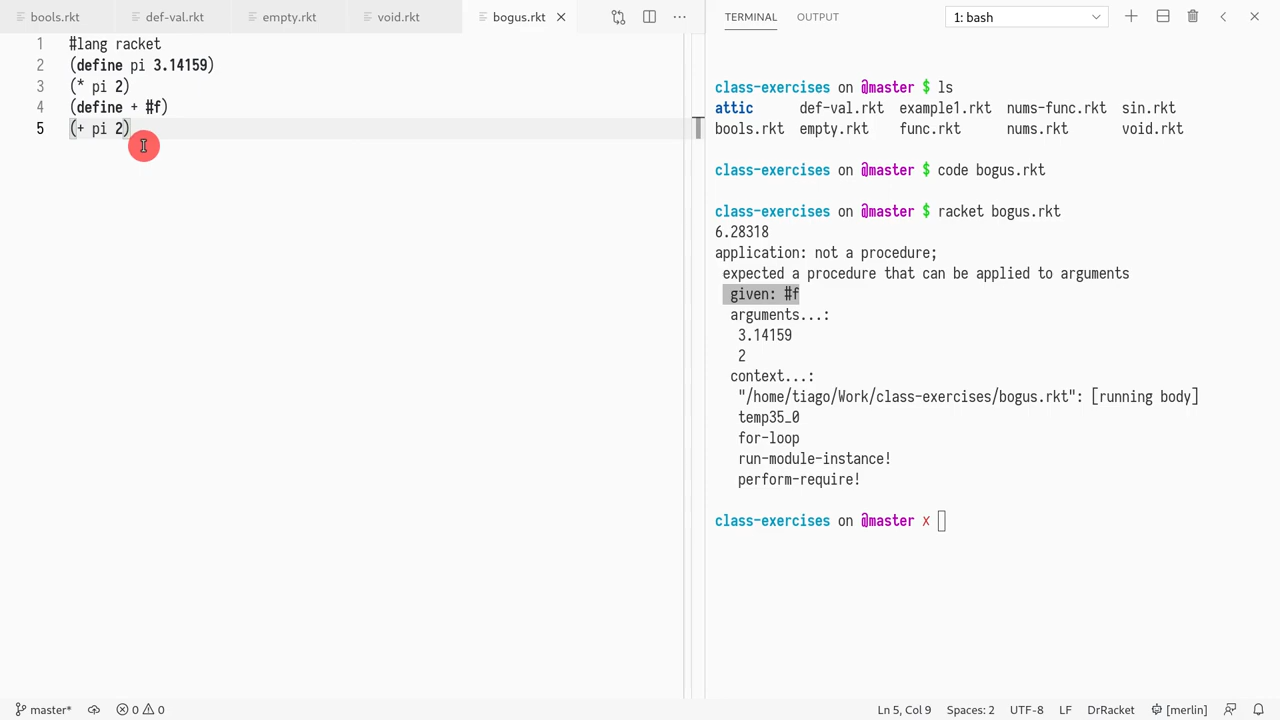 bools.rkt def-val.rkt empty.rkt void.rkt bogus.rkt
1 #lang racket
2 (define pi 3.14159)
3 (* pi 2)
4 (define + #f)
5 (+ pi 2)
TERMINAL OUTPUT 1: bash
class-exercises on @master $ ls
attic def-val.rkt example1.rkt nums-func.rkt sin.rkt
bools.rkt empty.rkt func.rkt nums.rkt void.rkt
class-exercises on @master $ code bogus.rkt
class-exercises on @master $ racket bogus.rkt
6.28318
application: not a procedure;
expected a procedure that can be applied to arguments
given: #f
arguments...:
3.14159
2
context...:
"/home/tiago/Work/class-exercises/bogus.rkt": [running body]
temp35_0
for-loop
run-module-instance!
perform-require!
class-exercises on @master x
master* 0 0 Ln 5, Col 9 Spaces: 2 UTF-8 LF DrRacket [merlin]